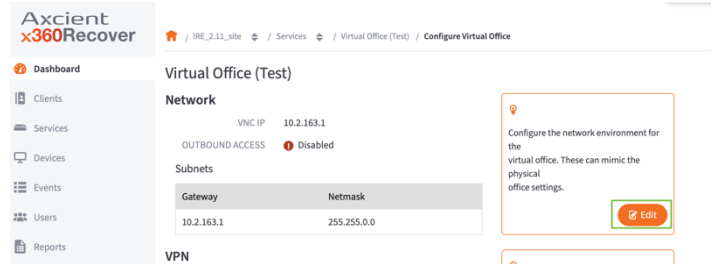 Axcient
x360Recover
/ IRE_2.11_site / Services / Virtual Office (Test) / Configure Virtual Office
Dashboard
Clients
Services
Devices
Events
Users
Reports
Virtual Office (Test)
Network
VNC IP 10.2.163.1
OUTBOUND ACCESS Disabled
Subnets
Gateway Netmask
10.2.163.1 255.255.0.0
VPN
Configure the network environment for
the
virtual office. These can mimic the
physical
office settings.
Edit